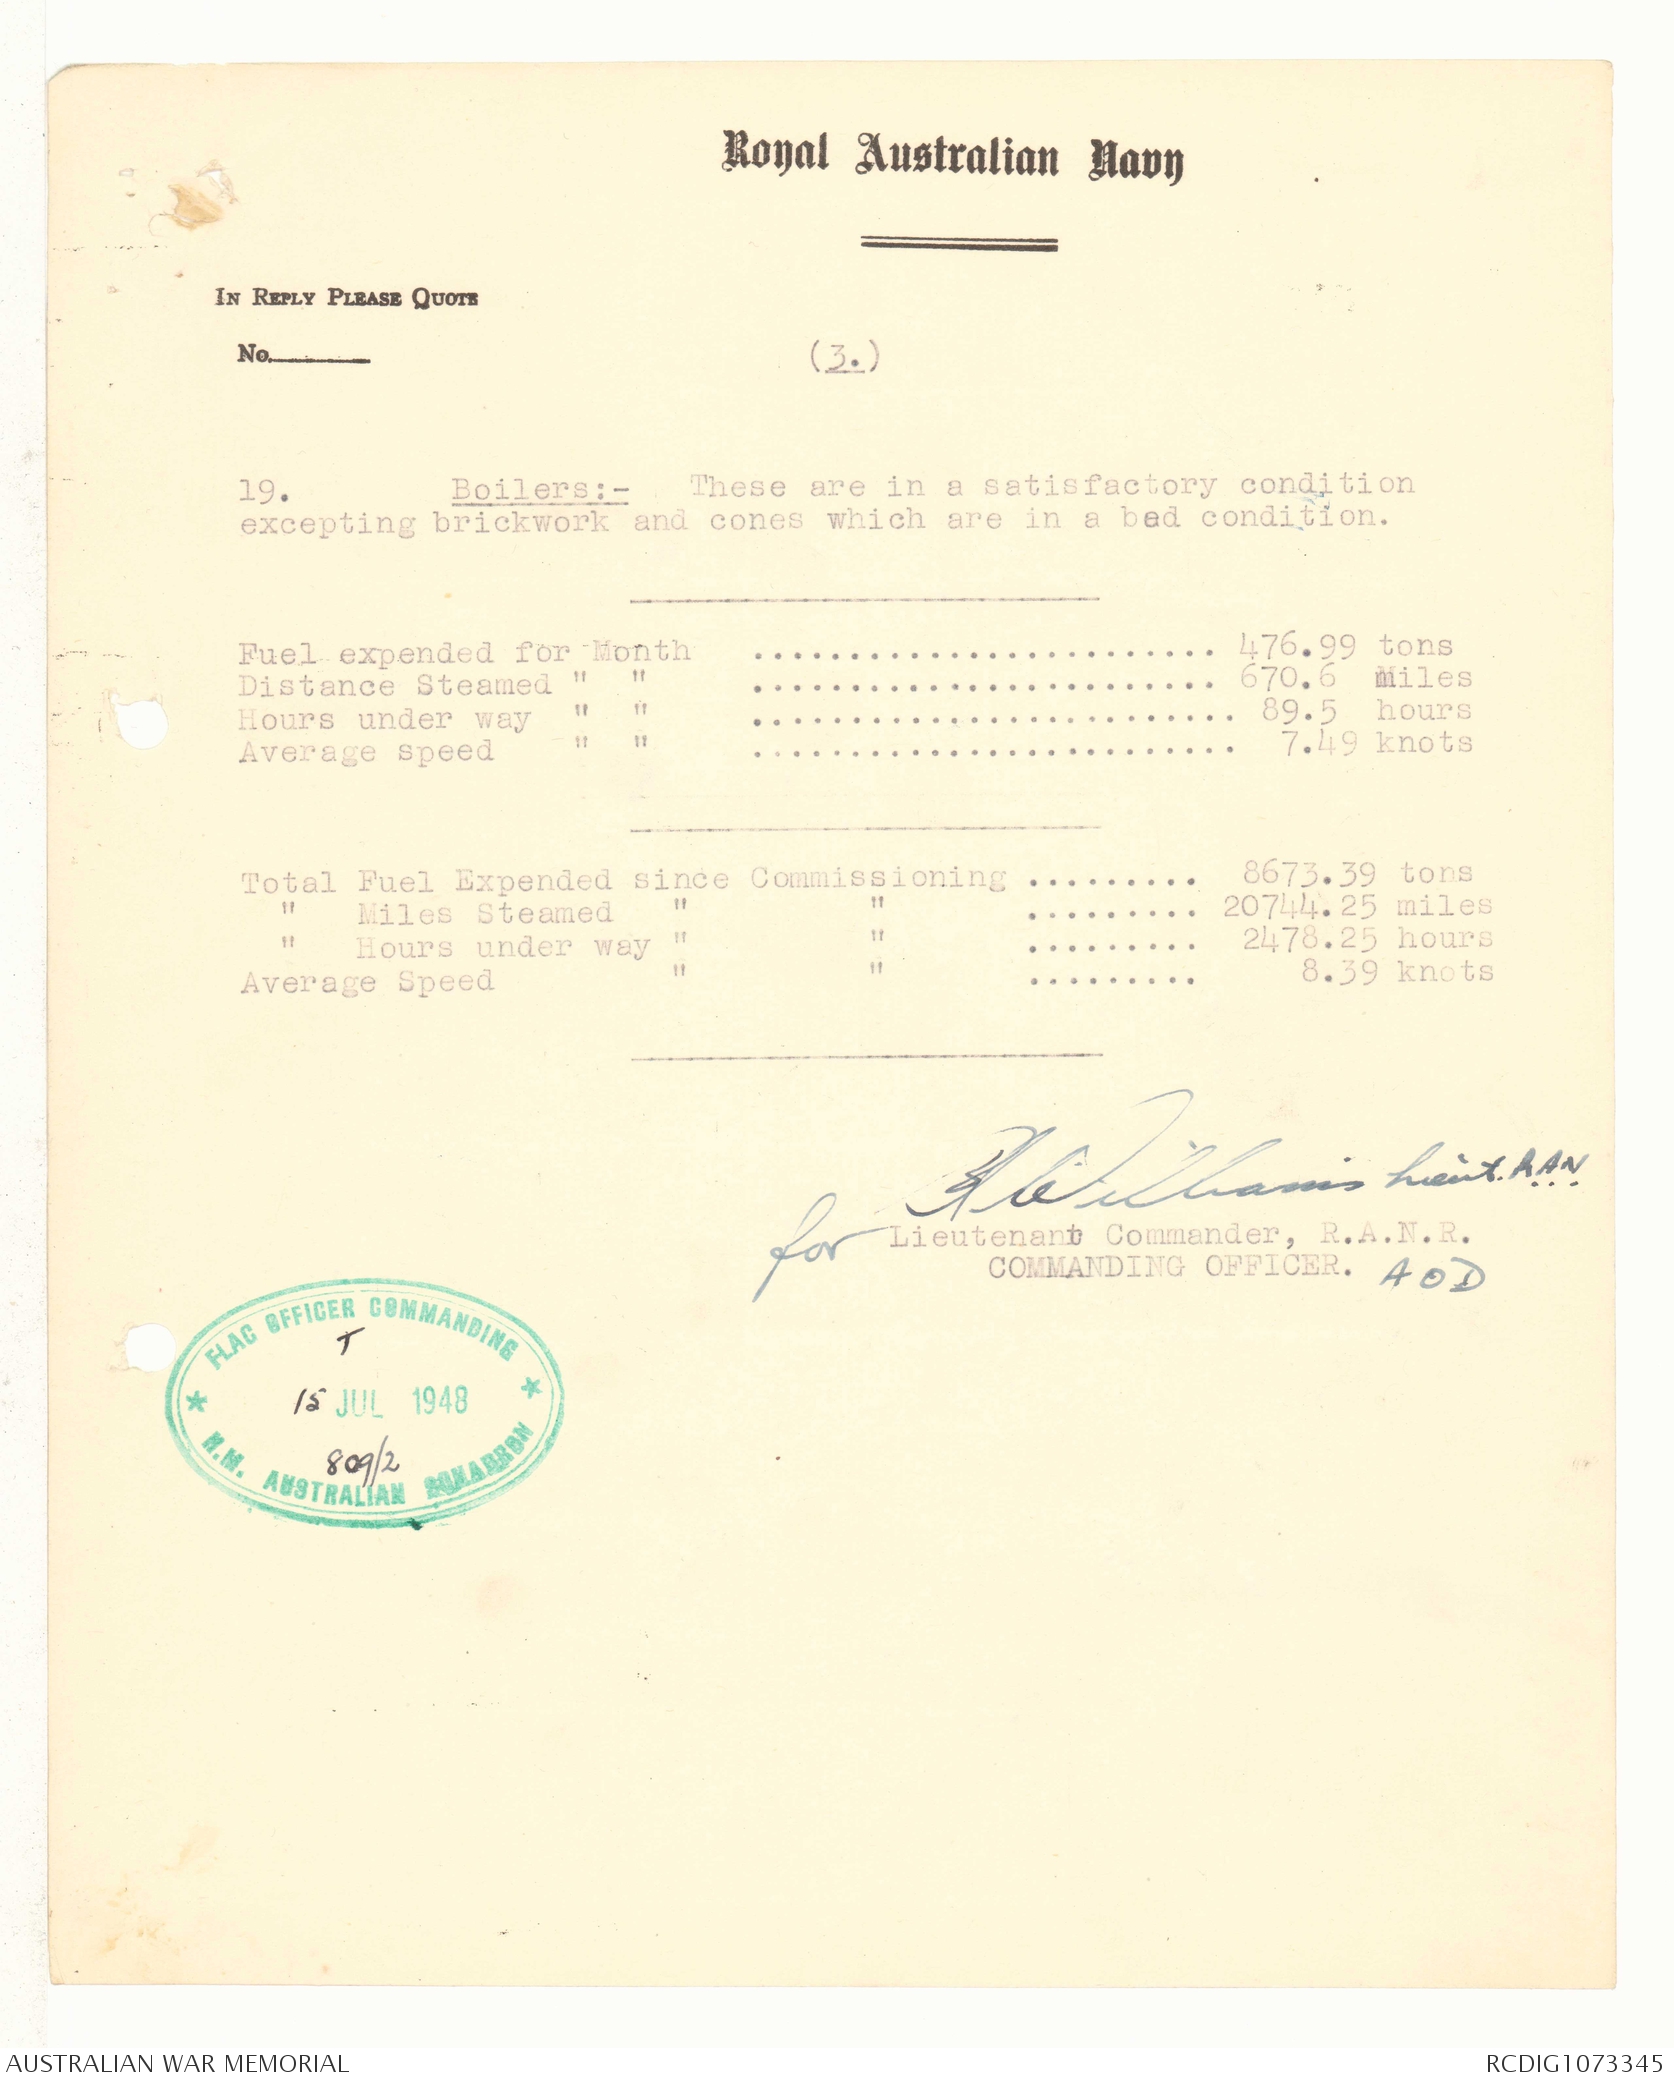 Royal Australian Navy
IN REPLY PLEASE QUOTE
No.
(3.)
19. Boilers:- These are in a satisfactory condition
excepting brickwork and cones which are in a bad condition.
Fuel expended for Month ........................ 476.99 tons
Distance Steamed " " ........................ 670.6 Miles
Hours under way " " ......................... 89.5 hours
Average speed " " ......................... 7.49 knots
Total Fuel Expended since Commissioning ......... 8673.39 tons
" Miles Steamed " " ......... 20744.25 miles
" Hours under way " " ......... 2478.25 hours
Average Speed " " ......... 8.39 knots
Williams Lieut. R.A.N.
for Lieutenant Commander, R.A.N.R.
COMMANDING OFFICER. AOD
FLAG OFFICER COMMANDING
T
15 JUL 1948
809/2
H.M. AUSTRALIAN SQUADRON
AUSTRALIAN WAR MEMORIAL
RCDIG1073345